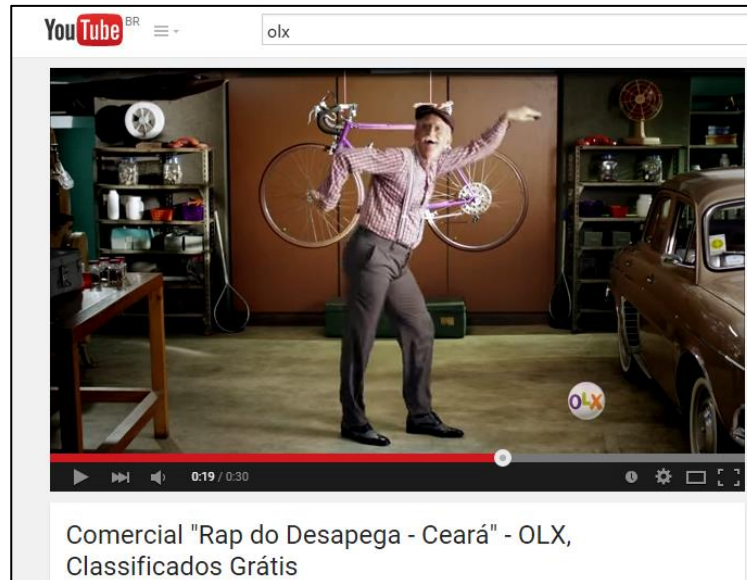 YouTube BR
olx
OLX
0:19 / 0:30
Comercial "Rap do Desapega - Ceará" - OLX,
Classificados Grátis